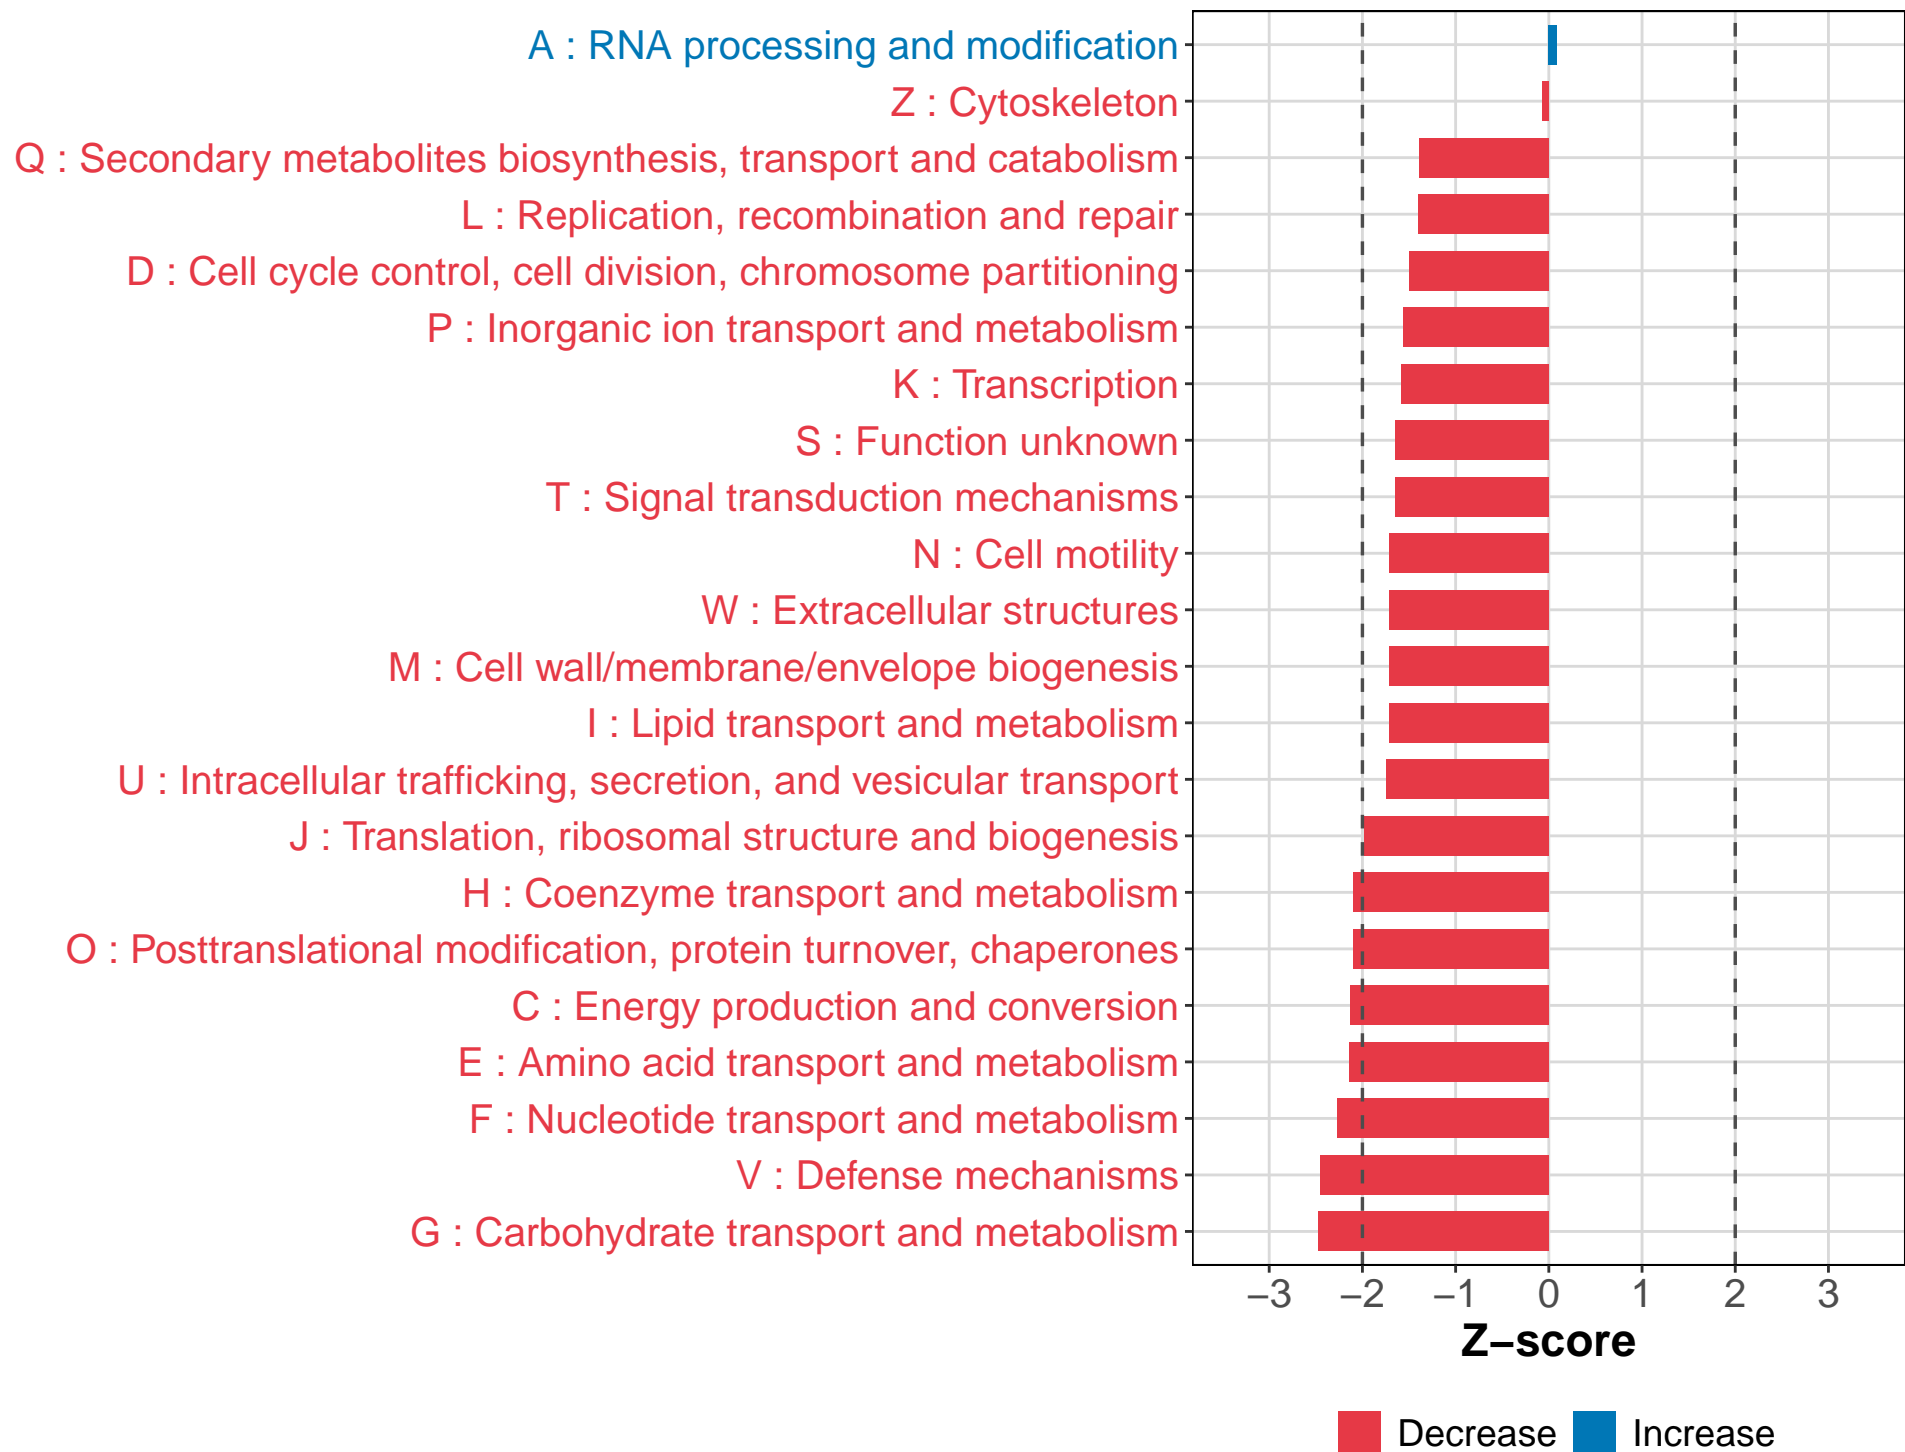 A : RNA processing and modification
Z : Cytoskeleton
Q : Secondary metabolites biosynthesis, transport and catabolism
L : Replication, recombination and repair
D : Cell cycle control, cell division, chromosome partitioning
P : Inorganic ion transport and metabolism
K : Transcription
S : Function unknown
T : Signal transduction mechanisms
N : Cell motility
W : Extracellular structures
M : Cell wall/membrane/envelope biogenesis
I : Lipid transport and metabolism
U : Intracellular trafficking, secretion, and vesicular transport
J : Translation, ribosomal structure and biogenesis
H : Coenzyme transport and metabolism
O : Posttranslational modification, protein turnover, chaperones
C : Energy production and conversion
E : Amino acid transport and metabolism
F : Nucleotide transport and metabolism
V : Defense mechanisms
G : Carbohydrate transport and metabolism
−3 −2 −1 0 1 2 3
Z−score
Decrease Increase